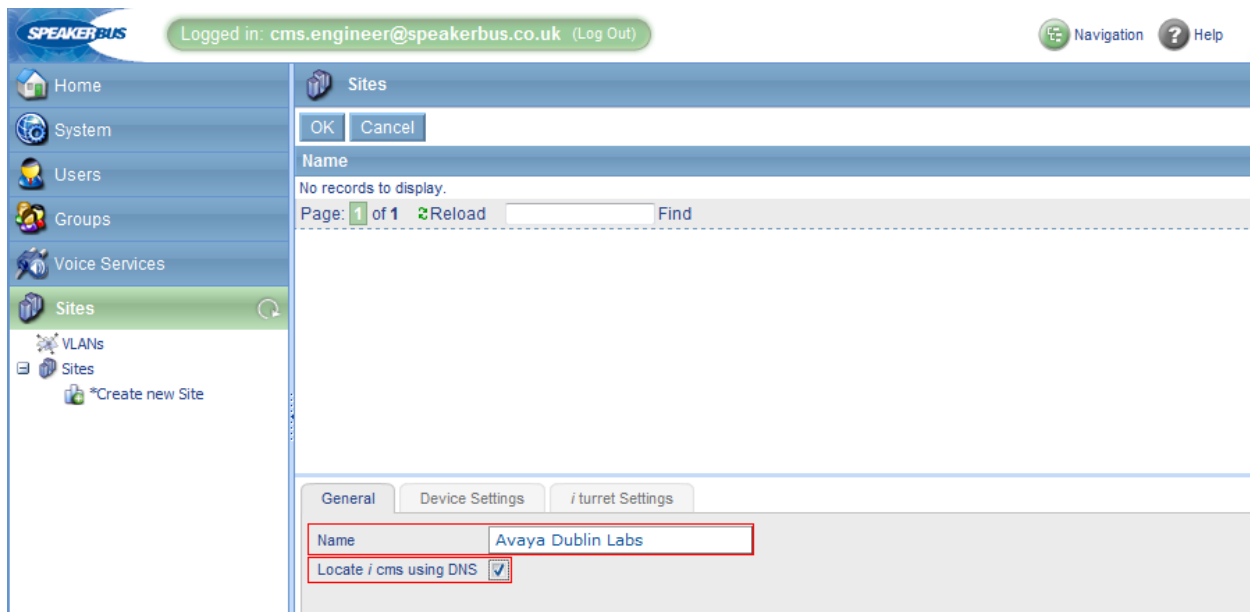 SPEAKERBUS
Logged in: cms.engineer@speakerbus.co.uk (Log Out)
Navigation
Help
Home
System
Users
Groups
Voice Services
Sites
VLANs
Sites
*Create new Site
Sites
OK
Cancel
Name
No records to display.
Page: 1 of 1 Reload Find
General
Device Settings
i turret Settings
Name Avaya Dublin Labs
Locate i cms using DNS